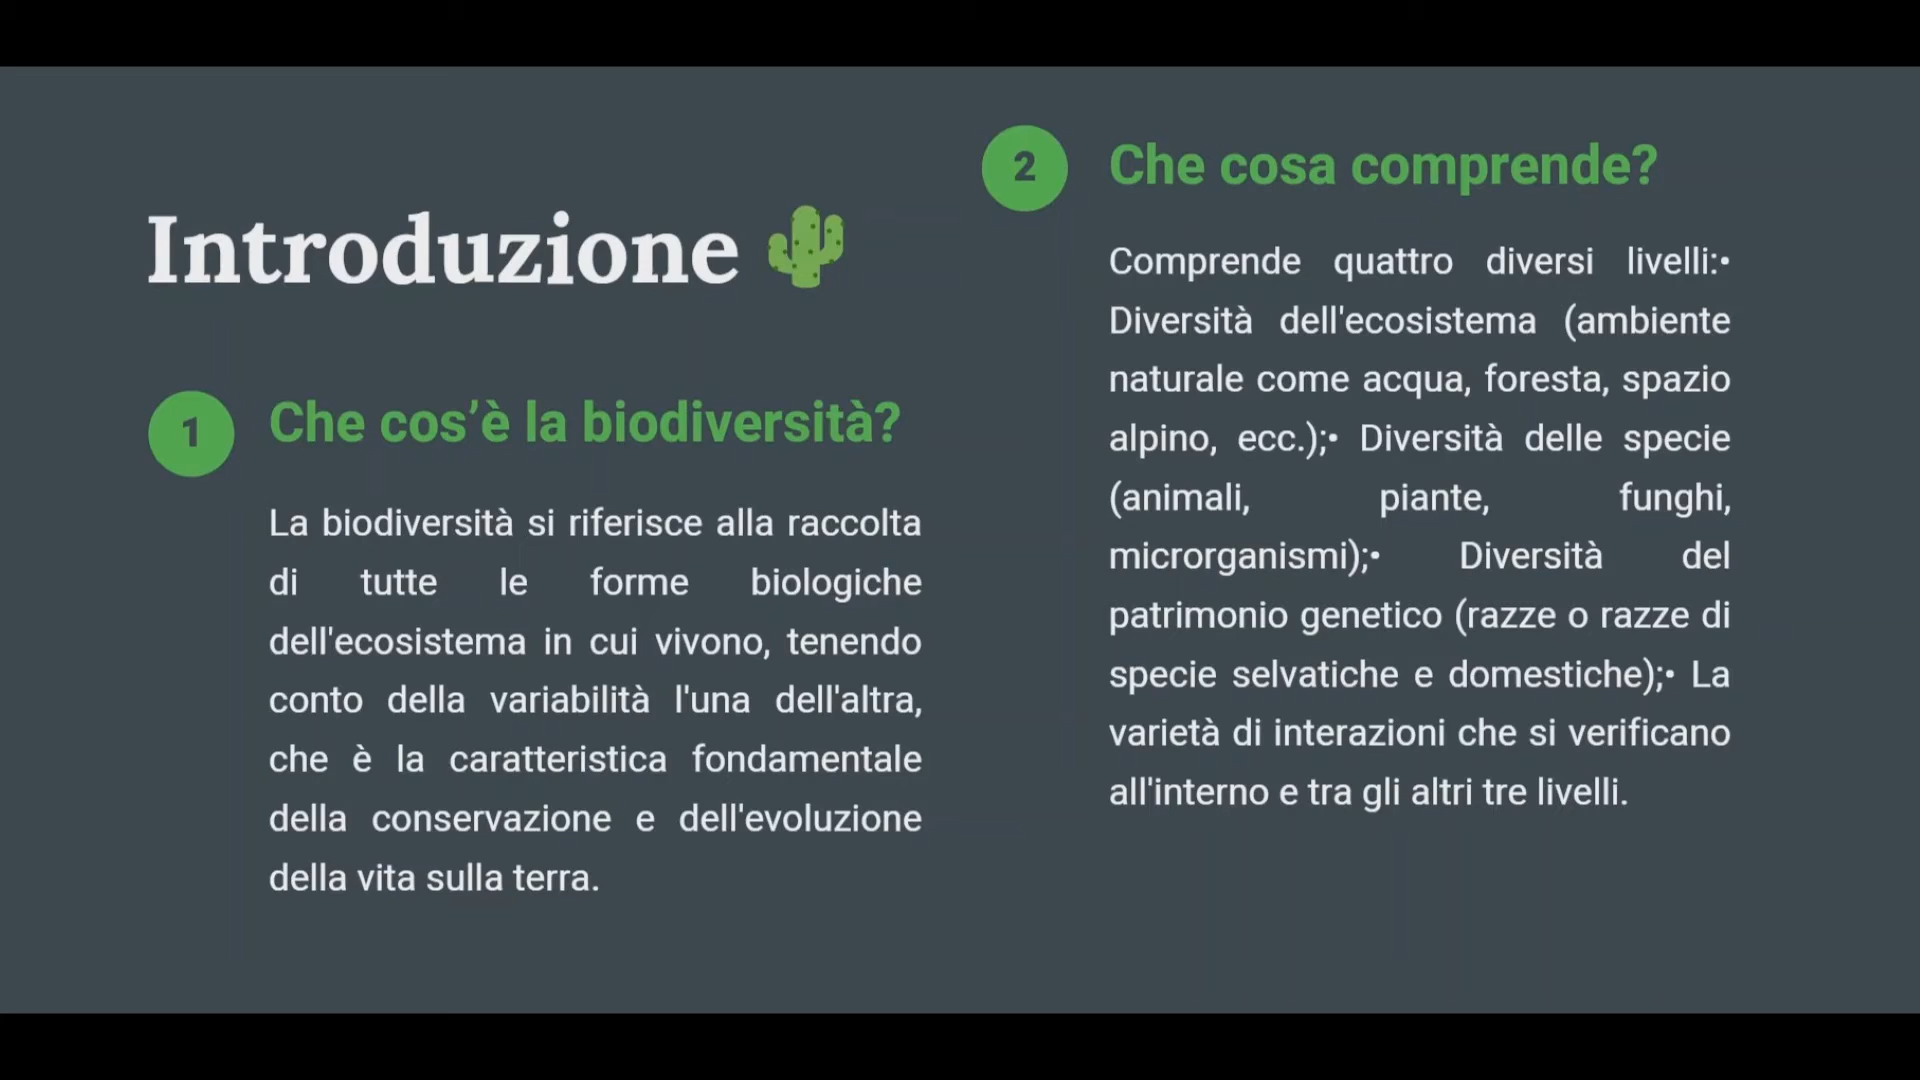 Introduzione
1
Che cos’è la biodiversità?
La biodiversità si riferisce alla raccolta
di tutte le forme biologiche
dell'ecosistema in cui vivono, tenendo
conto della variabilità l'una dell'altra,
che è la caratteristica fondamentale
della conservazione e dell'evoluzione
della vita sulla terra.
2
Che cosa comprende?
Comprende quattro diversi livelli:•
Diversità dell'ecosistema (ambiente
naturale come acqua, foresta, spazio
alpino, ecc.);• Diversità delle specie
(animali, piante, funghi,
microrganismi);• Diversità del
patrimonio genetico (razze o razze di
specie selvatiche e domestiche);• La
varietà di interazioni che si verificano
all'interno e tra gli altri tre livelli.